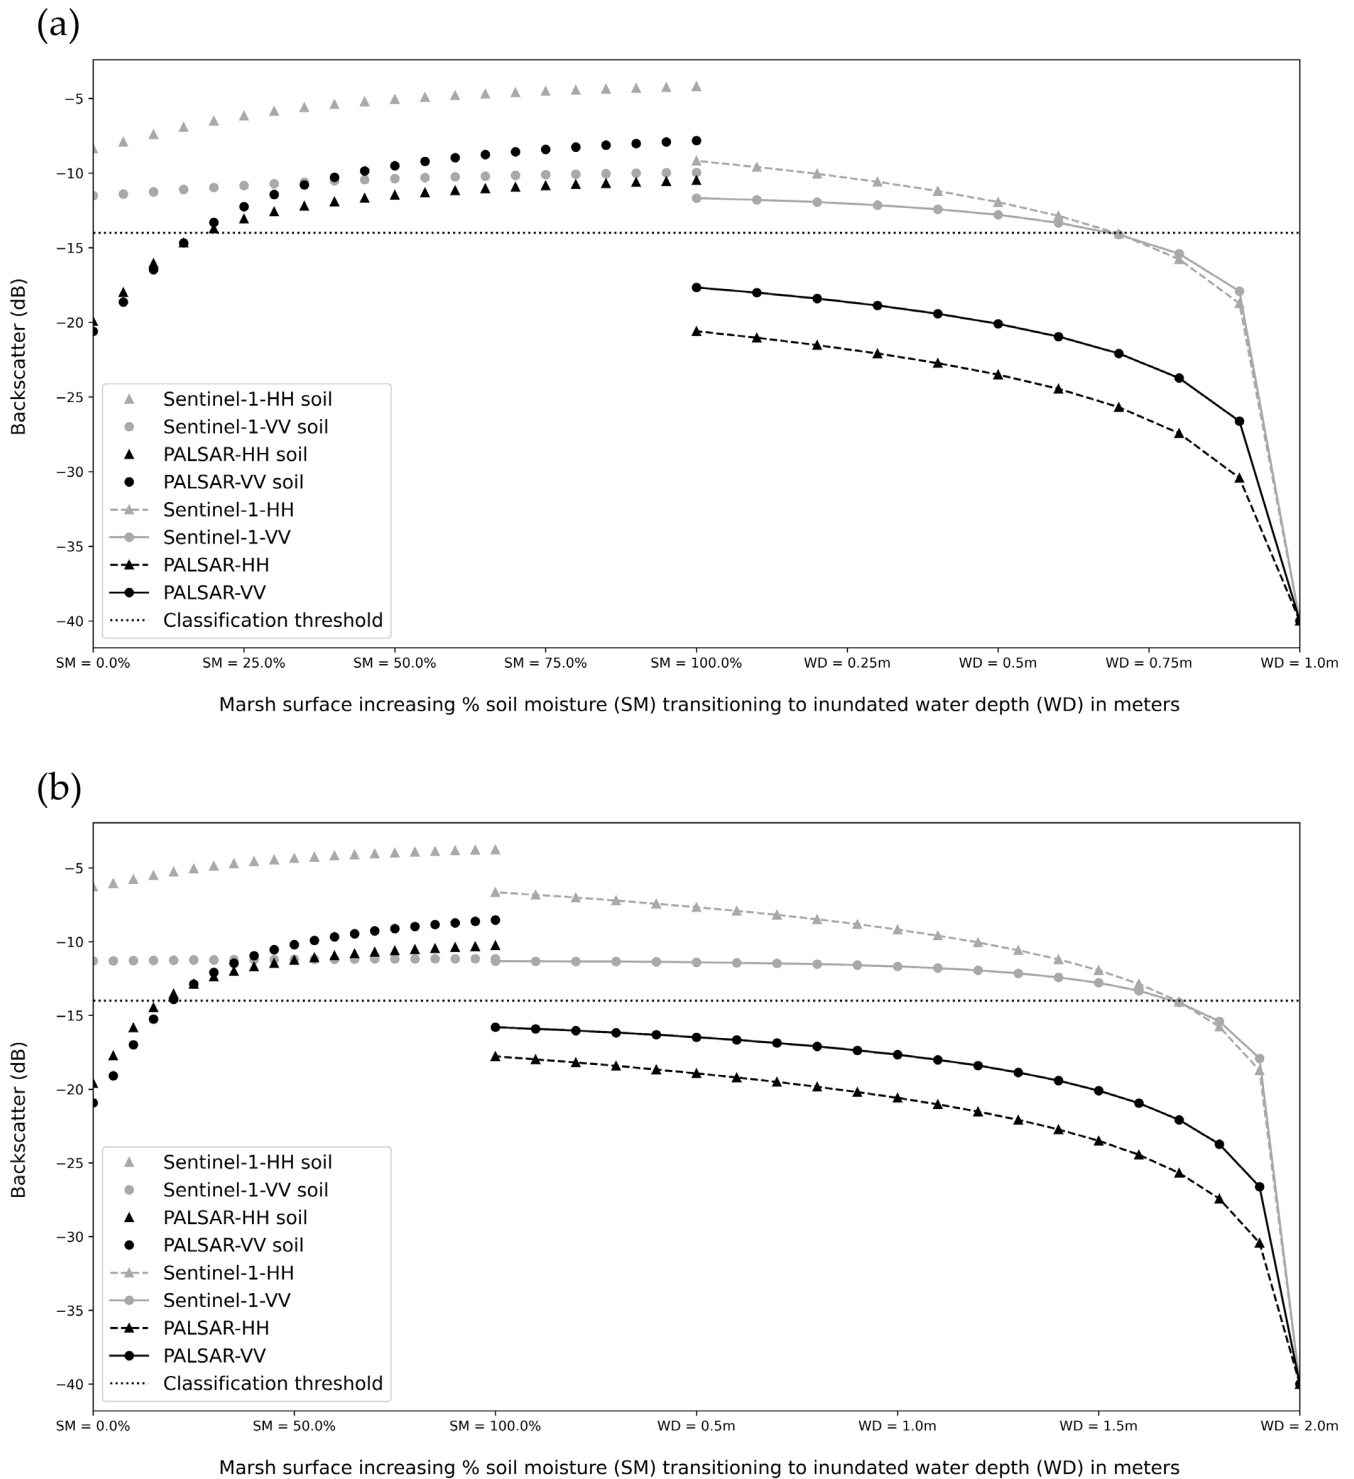 (a)
−5
−10
−15
−20
−25
−30
−35
−40
Backscatter (dB)
Sentinel-1-HH soil
Sentinel-1-VV soil
PALSAR-HH soil
PALSAR-VV soil
Sentinel-1-HH
Sentinel-1-VV
PALSAR-HH
PALSAR-VV
Classification threshold
SM = 0.0% SM = 25.0% SM = 50.0% SM = 75.0% SM = 100.0% WD = 0.25m WD = 0.5m WD = 0.75m WD = 1.0m
Marsh surface increasing % soil moisture (SM) transitioning to inundated water depth (WD) in meters
(b)
−5
−10
−15
−20
−25
−30
−35
−40
Backscatter (dB)
Sentinel-1-HH soil
Sentinel-1-VV soil
PALSAR-HH soil
PALSAR-VV soil
Sentinel-1-HH
Sentinel-1-VV
PALSAR-HH
PALSAR-VV
Classification threshold
SM = 0.0% SM = 50.0% SM = 100.0% WD = 0.5m WD = 1.0m WD = 1.5m WD = 2.0m
Marsh surface increasing % soil moisture (SM) transitioning to inundated water depth (WD) in meters